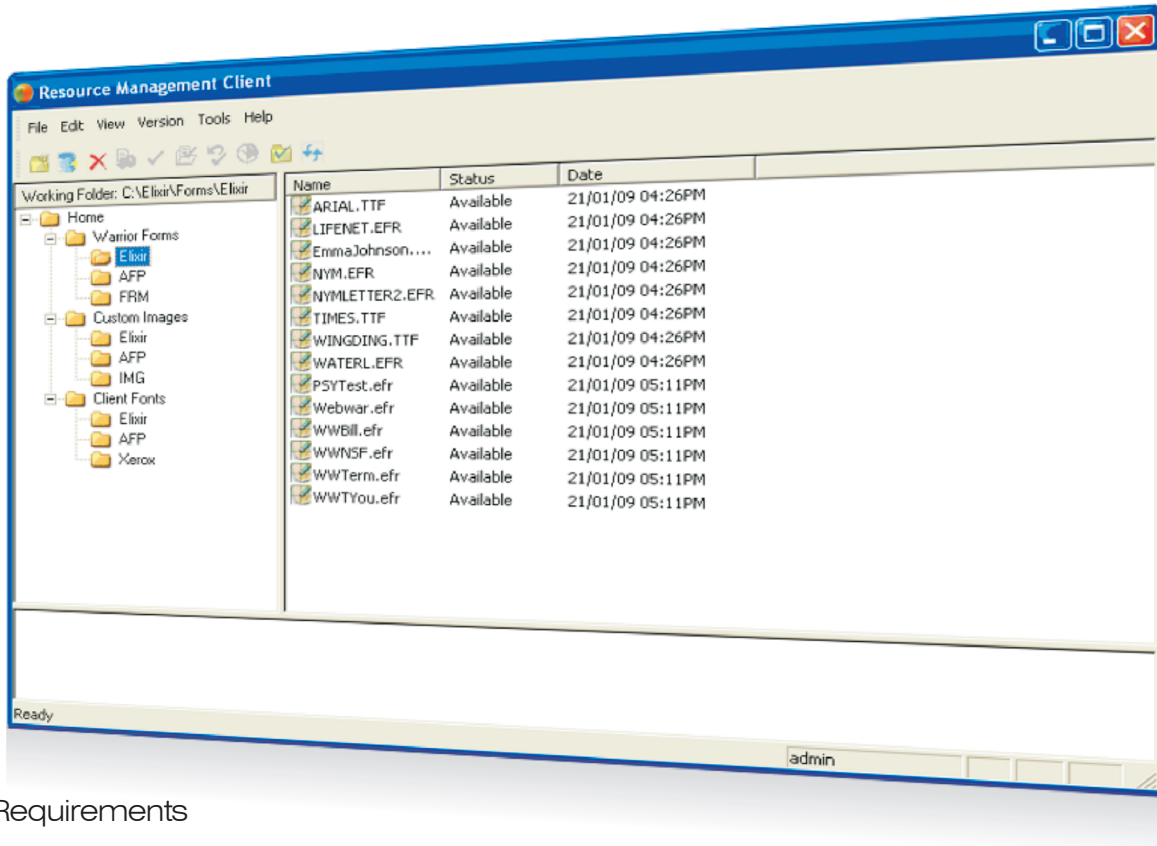 Resource Management Client
File Edit View Version Tools Help
Working Folder: C:\Elixir\Forms\Elixir
Home
Warrior Forms
Elixir
AFP
FRM
Custom Images
Elixir
AFP
IMG
Client Fonts
Elixir
AFP
Xerox
Name Status Date
ARIAL.TTF Available 21/01/09 04:26PM
LIFENET.EFR Available 21/01/09 04:26PM
EmmaJohnson.... Available 21/01/09 04:26PM
NYM.EFR Available 21/01/09 04:26PM
NYMLETTER2.EFR Available 21/01/09 04:26PM
TIMES.TTF Available 21/01/09 04:26PM
WINGDING.TTF Available 21/01/09 04:26PM
WATERL.EFR Available 21/01/09 04:26PM
PSYTest.efr Available 21/01/09 05:11PM
Webwar.efr Available 21/01/09 05:11PM
WWBill.efr Available 21/01/09 05:11PM
WWNSF.efr Available 21/01/09 05:11PM
WWTerm.efr Available 21/01/09 05:11PM
WWTYou.efr Available 21/01/09 05:11PM
Ready
admin
Requirements